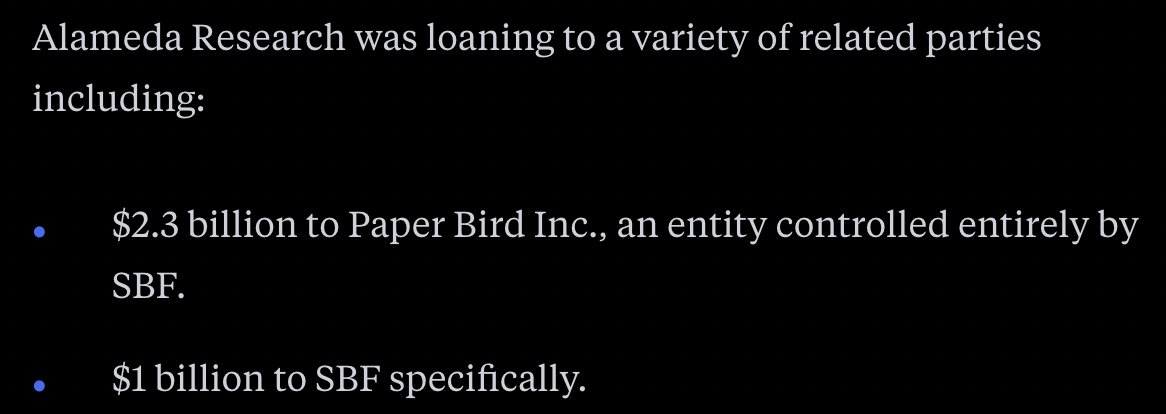 Alameda Research was loaning to a variety of related parties
including:
• $2.3 billion to Paper Bird Inc., an entity controlled entirely by
SBF.
• $1 billion to SBF specifically.